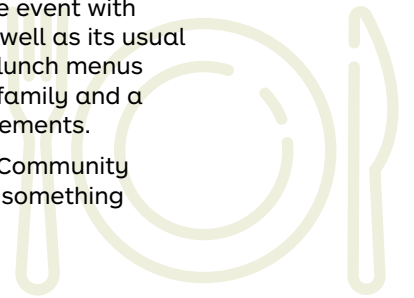 e event with
well as its usual
lunch menus
family and a
ements.
Community
something